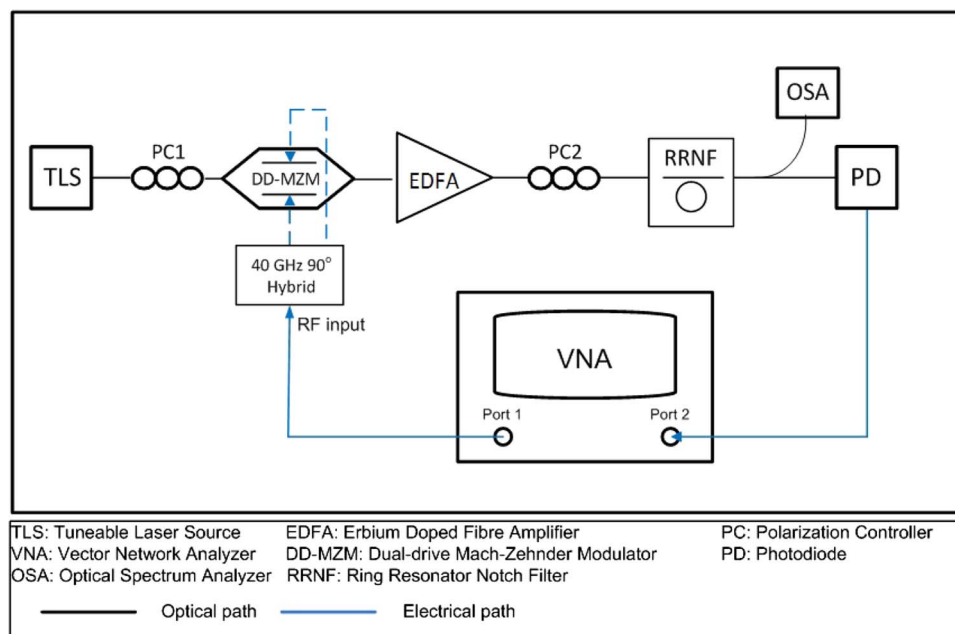 OSA
PC1
PC2
RRNF
TLS
DD-MZM
EDFA
PD
40 GHz 90°
Hybrid
RF input
VNA
Port 1
Port 2
TLS: Tuneable Laser Source
EDFA: Erbium Doped Fibre Amplifier
PC: Polarization Controller
VNA: Vector Network Analyzer
DD-MZM: Dual-drive Mach-Zehnder Modulator
PD: Photodiode
OSA: Optical Spectrum Analyzer
RRNF: Ring Resonator Notch Filter
Optical path
Electrical path